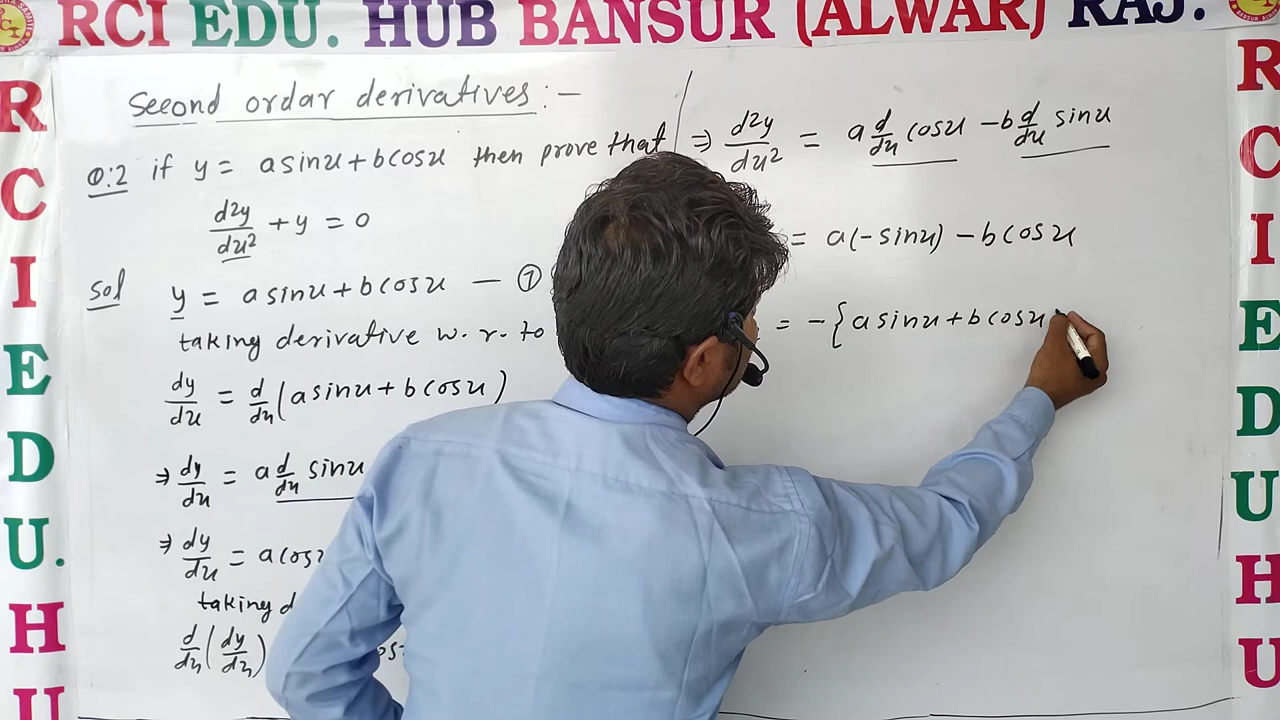 RCI EDU. HUB BANSUR (ALWAR) RAJ.
R
C
I
E
D
U.
H
U
Second ordar derivatives :-
Q:2 if y = a sinx + b cosx then prove that
d2y/dx2 + y = 0
Sol y = a sinx + b cosx — ①
taking derivative w. r. to
dy/dx = d/dx (a sinx + b cosx)
⇒ dy/dx = a d/dx sinx
⇒ dy/dx = a cosx
taking d
d/dx (dy/dx)
⇒ d2y/dx2 = a d/dx cosx - b d/dx sinx
= a(-sinx) - b cosx
= -{a sinx + b cosx
R
C
I
E
D
U
H
U